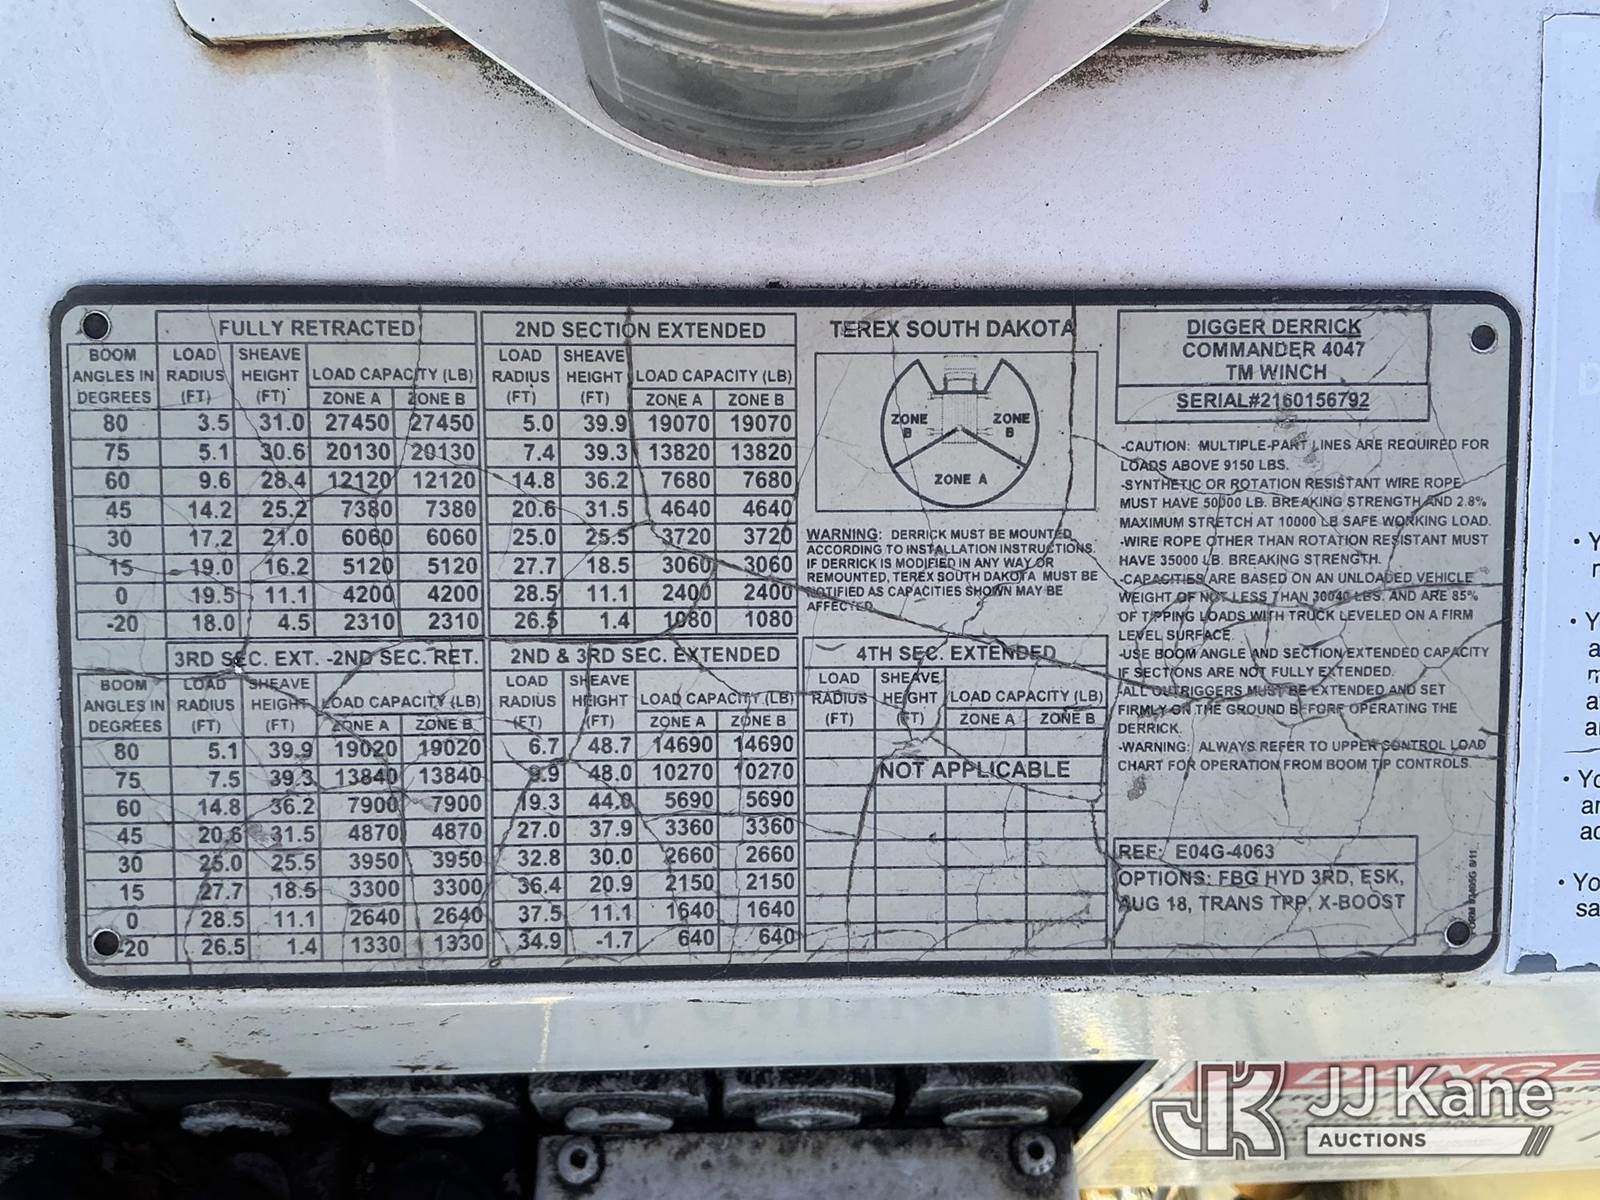 FULLY RETRACTED
BOOM ANGLES IN DEGREES | LOAD RADIUS (FT) | SHEAVE HEIGHT (FT) | LOAD CAPACITY (LB)
ZONE A | ZONE B
80 3.5 31.0 27450 27450
75 5.1 30.6 20130 20130
60 9.6 28.4 12120 12120
45 14.2 25.2 7380 7380
30 17.2 21.0 6060 6060
15 19.0 16.2 5120 5120
0 19.5 11.1 4200 4200
-20 18.0 4.5 2310 2310
2ND SECTION EXTENDED
LOAD RADIUS (FT) | SHEAVE HEIGHT (FT) | LOAD CAPACITY (LB)
ZONE A | ZONE B
5.0 39.9 19070 19070
7.4 39.3 13820 13820
14.8 36.2 7680 7680
20.6 31.5 4640 4640
25.0 25.5 3720 3720
27.7 18.5 3060 3060
28.5 11.1 2400 2400
26.5 1.4 1080 1080
3RD SEC. EXT. -2ND SEC. RET.
BOOM ANGLES IN DEGREES | LOAD RADIUS (FT) | SHEAVE HEIGHT (FT) | LOAD CAPACITY (LB)
ZONE A | ZONE B
80 5.1 39.9 19020 19020
75 7.5 39.3 13840 13840
60 14.8 36.2 7900 7900
45 20.6 31.5 4870 4870
30 25.0 25.5 3950 3950
15 27.7 18.5 3300 3300
0 28.5 11.1 2640 2640
-20 26.5 1.4 1330 1330
2ND & 3RD SEC. EXTENDED
LOAD RADIUS (FT) | SHEAVE HEIGHT (FT) | LOAD CAPACITY (LB)
ZONE A | ZONE B
6.7 48.7 14690 14690
9.9 48.0 10270 10270
19.3 44.0 5690 5690
27.0 37.9 3360 3360
32.8 30.0 2660 2660
36.4 20.9 2150 2150
37.5 11.1 1640 1640
34.9 -1.7 640 640
TEREX SOUTH DAKOTA
ZONE B
ZONE B
ZONE A
WARNING: DERRICK MUST BE MOUNTED
ACCORDING TO INSTALLATION INSTRUCTIONS.
IF DERRICK IS MODIFIED IN ANY WAY OR
REMOUNTED, TEREX SOUTH DAKOTA MUST BE
NOTIFIED AS CAPACITIES SHOWN MAY BE
AFFECTED.
4TH SEC. EXTENDED
LOAD RADIUS (FT) | SHEAVE HEIGHT (FT) | LOAD CAPACITY (LB)
ZONE A | ZONE B
NOT APPLICABLE
DIGGER DERRICK
COMMANDER 4047
TM WINCH
SERIAL#2160156792
-CAUTION: MULTIPLE-PART LINES ARE REQUIRED FOR
LOADS ABOVE 9150 LBS.
-SYNTHETIC OR ROTATION RESISTANT WIRE ROPE
MUST HAVE 50000 LB. BREAKING STRENGTH AND 2.8%
MAXIMUM STRETCH AT 10000 LB SAFE WORKING LOAD.
-WIRE ROPE OTHER THAN ROTATION RESISTANT MUST
HAVE 35000 LB. BREAKING STRENGTH.
-CAPACITIES ARE BASED ON AN UNLOADED VEHICLE
WEIGHT OF NOT LESS THAN 30040 LBS. AND ARE 85%
OF TIPPING LOADS WITH TRUCK LEVELED ON A FIRM
LEVEL SURFACE.
-USE BOOM ANGLE AND SECTION EXTENDED CAPACITY
IF SECTIONS ARE NOT FULLY EXTENDED.
-ALL OUTRIGGERS MUST BE EXTENDED AND SET
FIRMLY ON THE GROUND BEFORE OPERATING THE
DERRICK.
-WARNING: ALWAYS REFER TO UPPER CONTROL LOAD
CHART FOR OPERATION FROM BOOM TIP CONTROLS.
REF: E04G-4063
OPTIONS: FBG HYD 3RD, ESK,
AUG 18, TRANS TPP, X-BOOST
DANGER
JK JJ Kane
AUCTIONS